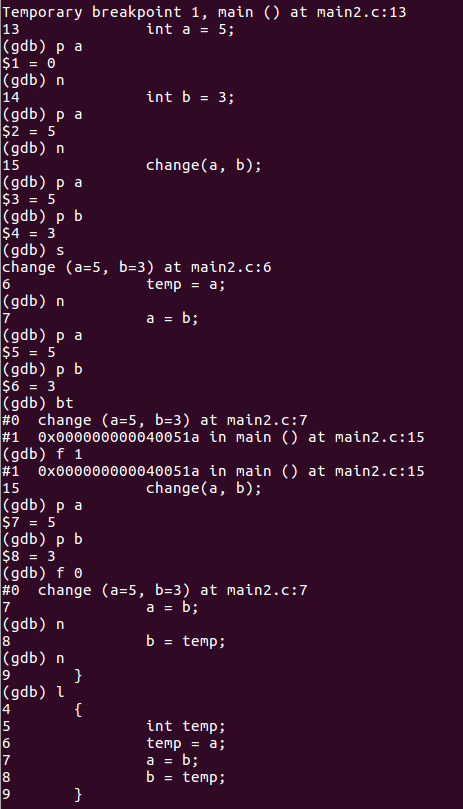 Temporary breakpoint 1, main () at main2.c:13
13              int a = 5;
(gdb) p a
$1 = 0
(gdb) n
14              int b = 3;
(gdb) p a
$2 = 5
(gdb) n
15              change(a, b);
(gdb) p a
$3 = 5
(gdb) p b
$4 = 3
(gdb) s
change (a=5, b=3) at main2.c:6
6               temp = a;
(gdb) n
7               a = b;
(gdb) p a
$5 = 5
(gdb) p b
$6 = 3
(gdb) bt
#0  change (a=5, b=3) at main2.c:7
#1  0x000000000040051a in main () at main2.c:15
(gdb) f 1
#1  0x000000000040051a in main () at main2.c:15
15              change(a, b);
(gdb) p a
$7 = 5
(gdb) p b
$8 = 3
(gdb) f 0
#0  change (a=5, b=3) at main2.c:7
7               a = b;
(gdb) n
8               b = temp;
(gdb) n
9       }
(gdb) l
4       {
5               int temp;
6               temp = a;
7               a = b;
8               b = temp;
9       }